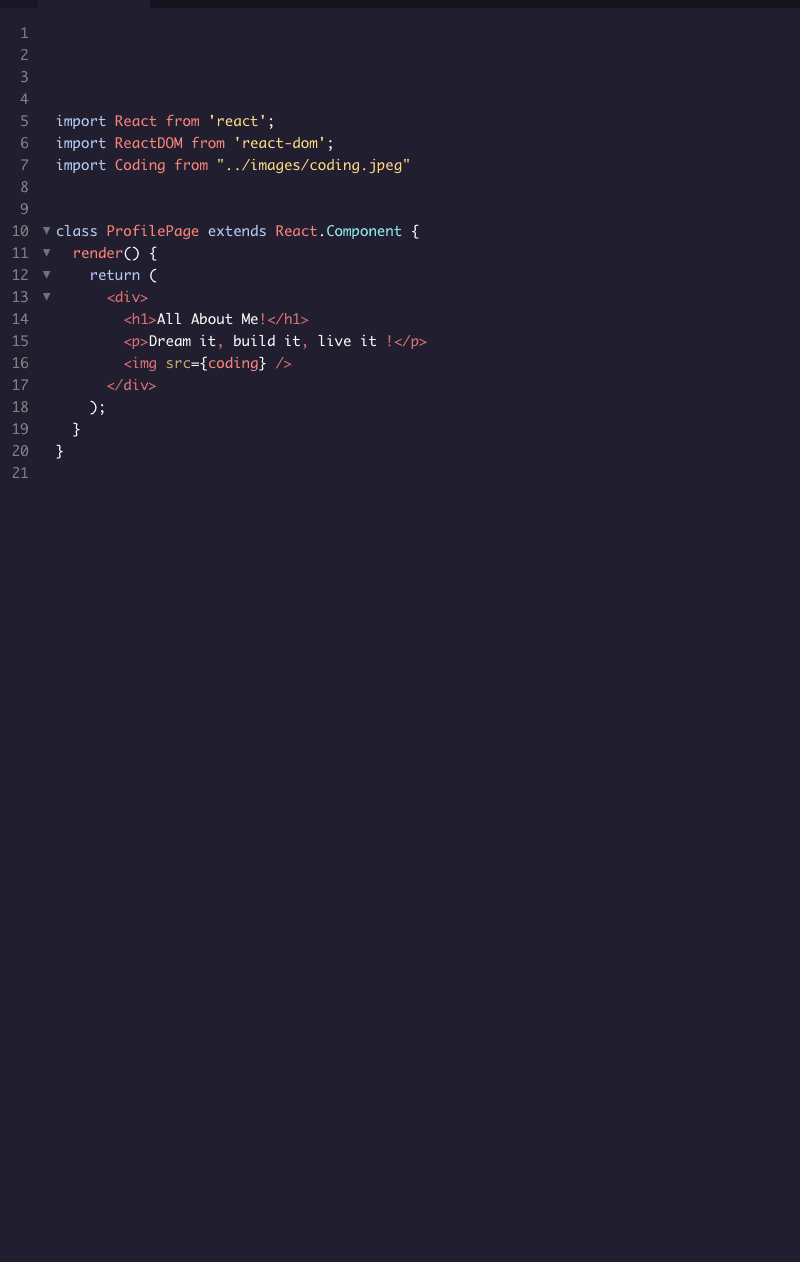 1
2
3
4
5 import React from 'react';
6 import ReactDOM from 'react-dom';
7 import Coding from "../images/coding.jpeg"
8
9
10 class ProfilePage extends React.Component {
11 render() {
12 return (
13 <div>
14 <h1>All About Me!</h1>
15 <p>Dream it, build it, live it !</p>
16 <img src={coding} />
17 </div>
18 );
19 }
20 }
21